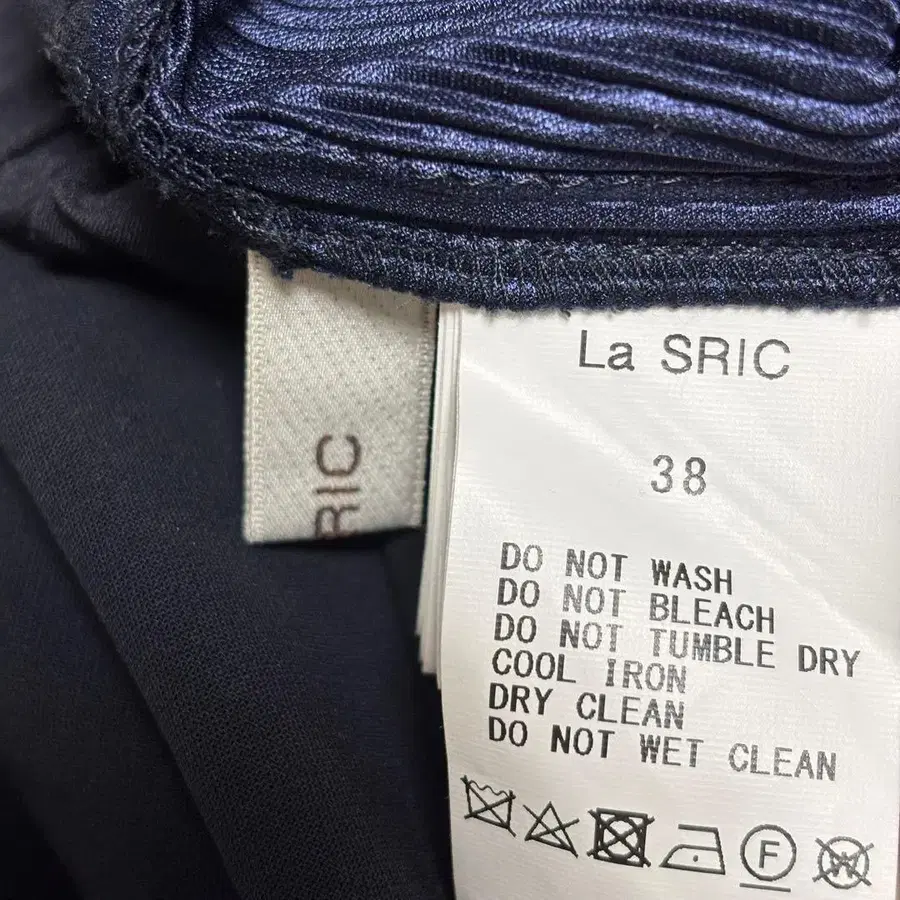 La SRIC
38
DO NOT WASH
DO NOT BLEACH
DO NOT TUMBLE DRY
COOL IRON
DRY CLEAN
DO NOT WET CLEAN
F W
RIC